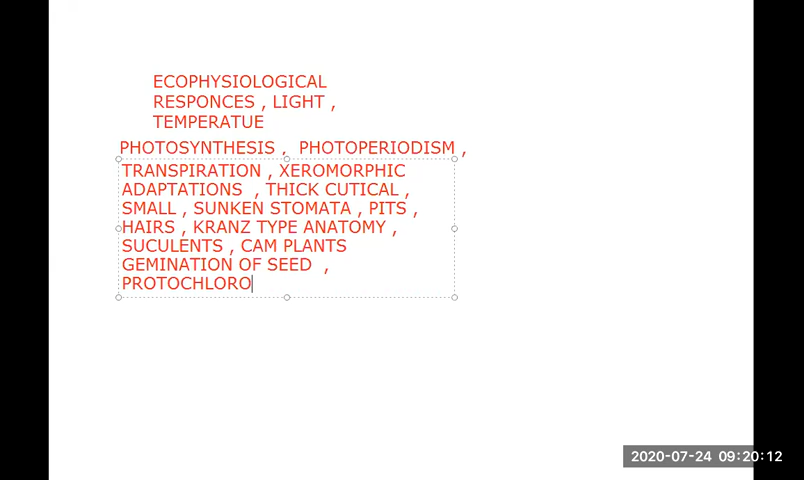 ECOPHYSIOLOGICAL
RESPONCES , LIGHT ,
TEMPERATUE
PHOTOSYNTHESIS , PHOTOPERIODISM ,
TRANSPIRATION , XEROMORPHIC
ADAPTATIONS , THICK CUTICAL ,
SMALL , SUNKEN STOMATA , PITS ,
HAIRS , KRANZ TYPE ANATOMY ,
SUCULENTS , CAM PLANTS
GEMINATION OF SEED ,
PROTOCHLORO
2020-07-24 09:20:12